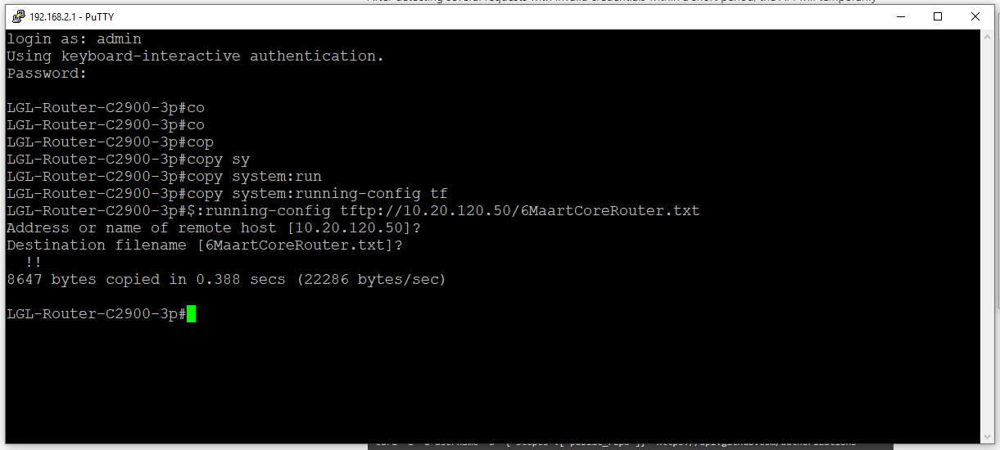 192.168.2.1 - PuTTY
login as: admin
Using keyboard-interactive authentication.
Password:
LGL-Router-C2900-3p#co
LGL-Router-C2900-3p#co
LGL-Router-C2900-3p#cop
LGL-Router-C2900-3p#copy sy
LGL-Router-C2900-3p#copy system:run
LGL-Router-C2900-3p#copy system:running-config tf
LGL-Router-C2900-3p#$:running-config tftp://10.20.120.50/6MaartCoreRouter.txt
Address or name of remote host [10.20.120.50]?
Destination filename [6MaartCoreRouter.txt]?
  !!
8647 bytes copied in 0.388 secs (22286 bytes/sec)
LGL-Router-C2900-3p#